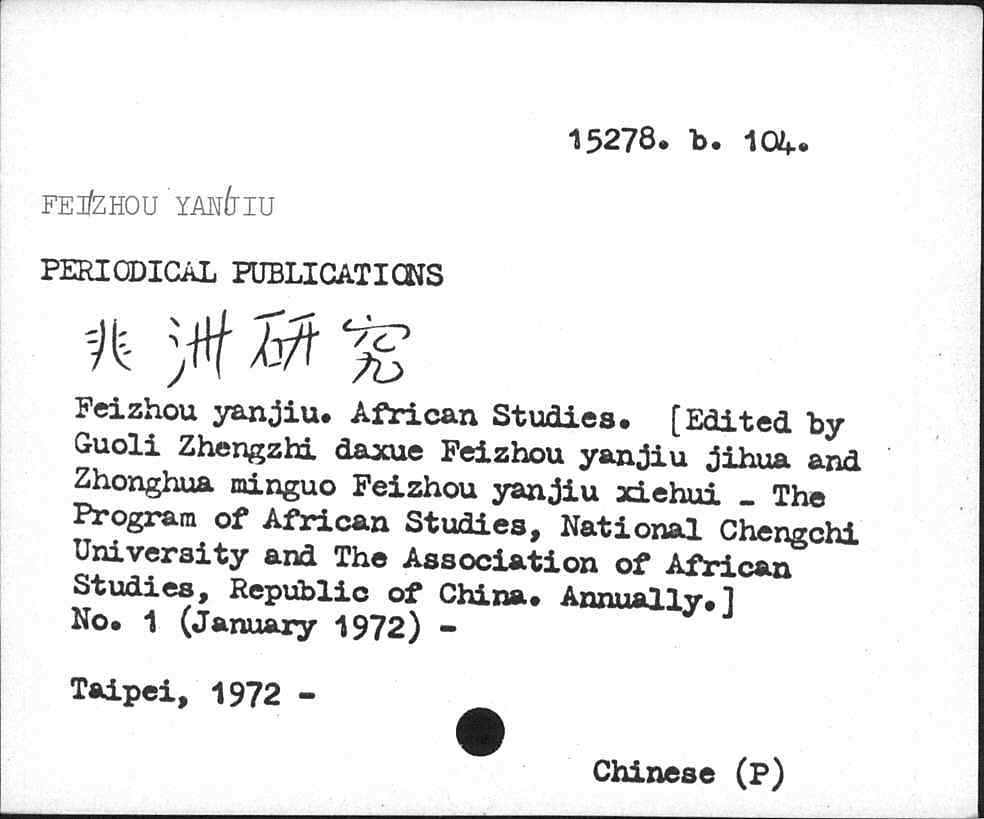 15278. b. 104.
FEIZHOU YANJIU
PERIODICAL PUBLICATIONS
非洲研究
Feizhou yanjiu. African Studies. [Edited by
Guoli Zhengzhi daxue Feizhou yanjiu jihua and
Zhonghua minguo Feizhou yanjiu xiehui - The
Program of African Studies, National Chengchi
University and The Association of African
Studies, Republic of China. Annually.]
No. 1 (January 1972) -
Taipei, 1972 -
Chinese (P)